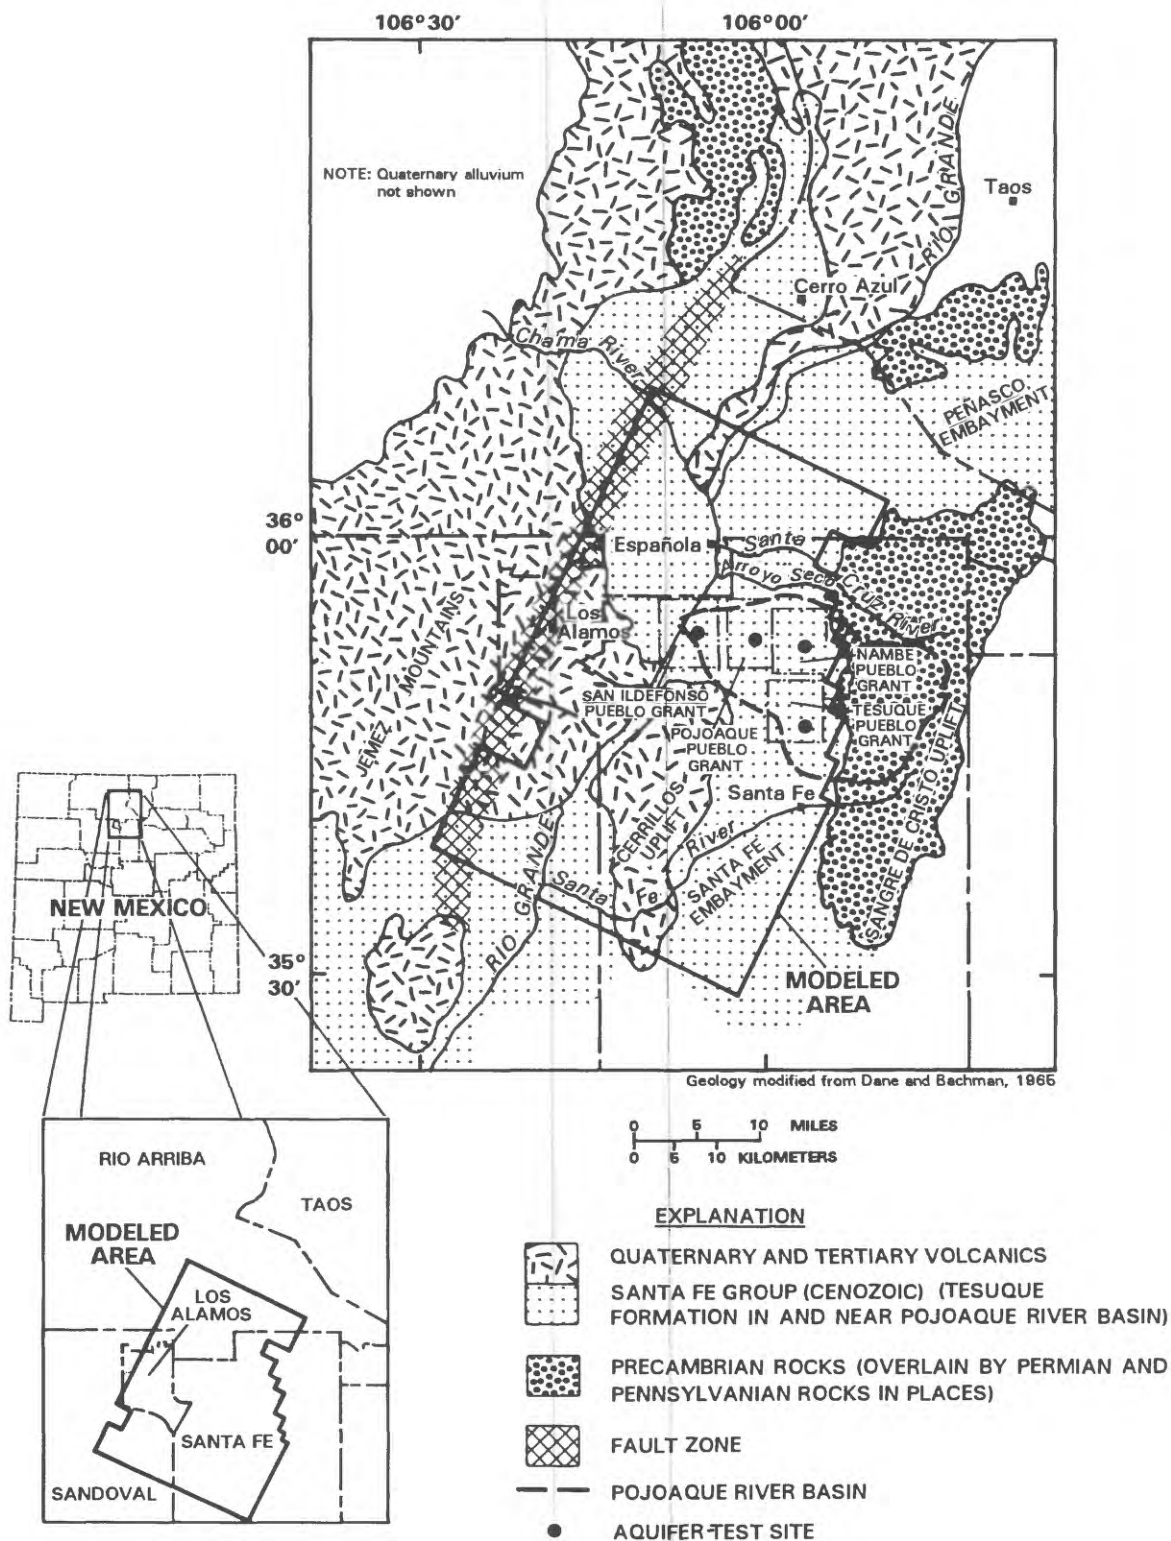 106°30′
106°00′
NOTE: Quaternary alluvium
not shown
RIO GRANDE
Taos
Cerro Azul
Chama River
PEÑASCO
EMBAYMENT
36°
00′
Española
Santa
Cruz River
Arroyo Seco
Los
Alamos
JEMEZ
MOUNTAINS
NAMBE
PUEBLO
GRANT
SAN ILDEFONSO
PUEBLO GRANT
TESUQUE
PUEBLO
GRANT
POJOAQUE
PUEBLO
GRANT
Santa Fe
SANGRE DE CRISTO UPLIFT
CERRILLOS
UPLIFT
Santa Fe River
SANTA FE
EMBAYMENT
RIO GRANDE
NEW MEXICO
35°
30′
MODELED
AREA
Geology modified from Dane and Bachman, 1965
0 5 10 MILES
0 5 10 KILOMETERS
RIO ARRIBA
TAOS
MODELED
AREA
LOS
ALAMOS
SANTA FE
SANDOVAL
EXPLANATION
QUATERNARY AND TERTIARY VOLCANICS
SANTA FE GROUP (CENOZOIC) (TESUQUE
FORMATION IN AND NEAR POJOAQUE RIVER BASIN)
PRECAMBRIAN ROCKS (OVERLAIN BY PERMIAN AND
PENNSYLVANIAN ROCKS IN PLACES)
FAULT ZONE
POJOAQUE RIVER BASIN
AQUIFER-TEST SITE